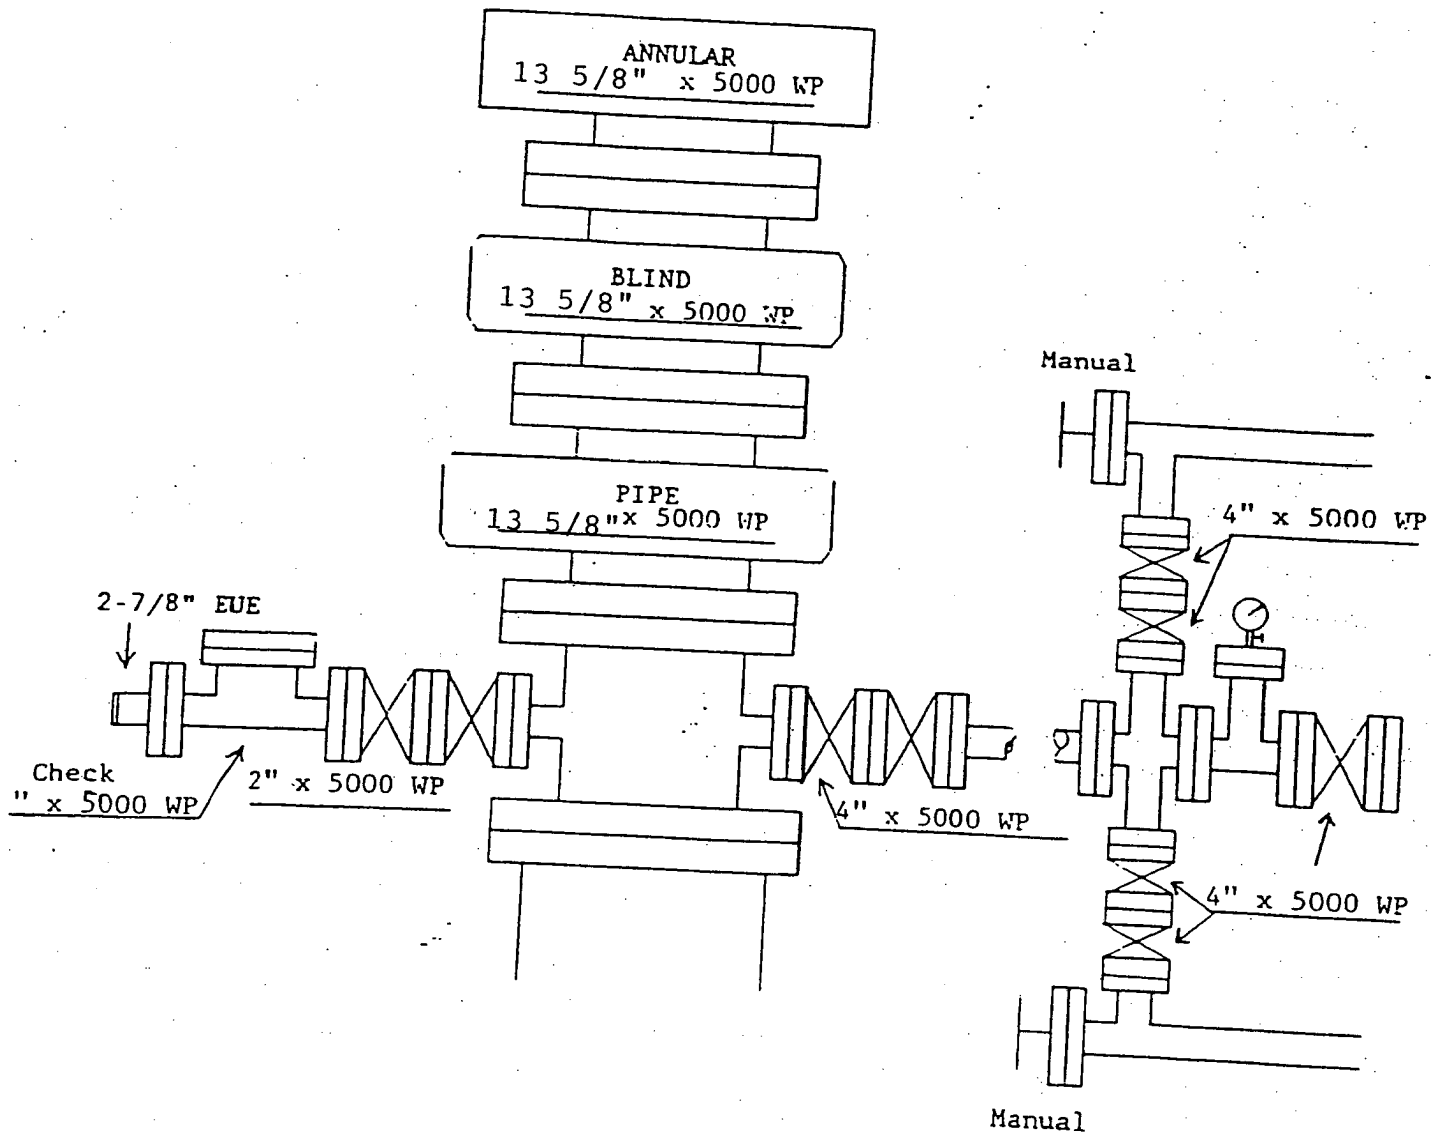 ANNULAR
13 5/8" x 5000 WP
BLIND
13 5/8" x 5000 WP
PIPE
13 5/8" x 5000 WP
Manual
4" x 5000 WP
2-7/8" EUE
Check
" x 5000 WP
2" x 5000 WP
4" x 5000 WP
4" x 5000 WP
Manual